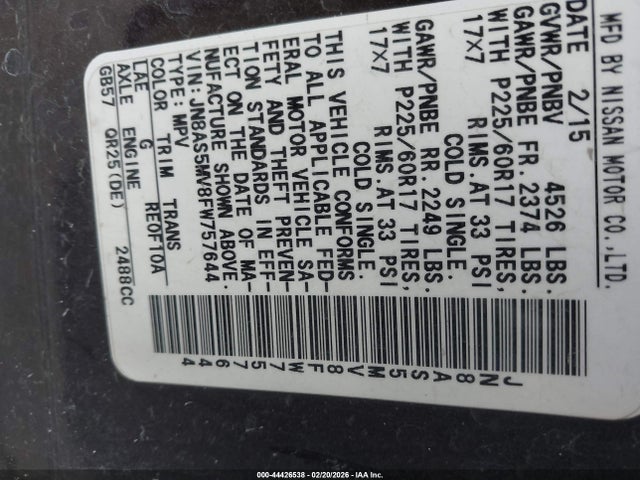 MFD BY NISSAN MOTOR CO.,LTD.
DATE 2/15
GVWR/PNBV 4526 LBS.
GAWR/PNBE FR. 2374 LBS.
WITH P225/60R17 TIRES,
17X7 RIMS.AT 33 PSI
COLD SINGLE.
GAWR/PNBE RR. 2249 LBS.
WITH P225/60R17 TIRES,
17X7 RIMS.AT 33 PSI
COLD SINGLE.
THIS VEHICLE CONFORMS
TO ALL APPLICABLE FED-
ERAL MOTOR VEHICLE SA-
FETY AND THEFT PREVEN-
TION STANDARDS IN EFF-
ECT ON THE DATE OF MA-
NUFACTURE SHOWN ABOVE.
VIN:JN8AS5MV8FW757644
TYPE:MPV
COLOR TRIM TRANS
LAE G RE0F10A
AXLE ENGINE
GB57 QR25(DE) 2488CC
JN8AS5MV8FW757644
000-44426538 - 02/20/2026 - IAA Inc.